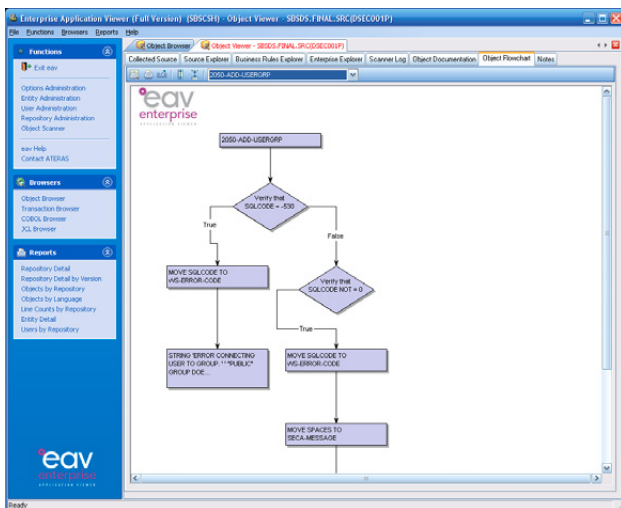 Enterprise Application Viewer (Full Version) (SBSCSH) - Object Viewer - SBSDS.FINAL.SRC(DSEC001P)
File Functions Browsers Reports Help
Functions
Exit eav
Options Administration
Entity Administration
User Administration
Repository Administration
Object Scanner
eav Help
Contact ATERAS
Browsers
Object Browser
Transaction Browser
COBOL Browser
JCL Browser
Reports
Repository Detail
Repository Detail by Version
Objects by Repository
Objects by Language
Line Counts by Repository
Entity Detail
Users by Repository
eav
enterprise
APPLICATION VIEWER
Ready
Object Browser Object Viewer - SBSDS.FINAL.SRC(DSEC001P)
Collected Source Source Explorer Business Rules Explorer Enterprise Explorer Scanner Log Object Documentation Object Flowchart Notes
2050-ADD-USERGRP
eav
enterprise
APPLICATION VIEWER
2050-ADD-USERGRP
Verify that
SQLCODE = -530
True
False
MOVE SQLCODE TO
WS-ERROR-CODE
Verify that
SQLCODE NOT = 0
True
STRING 'ERROR CONNECTING
USER TO GROUP. ' '"PUBLIC"
GROUP DOE...
MOVE SQLCODE TO
WS-ERROR-CODE
MOVE SPACES TO
SECA-MESSAGE